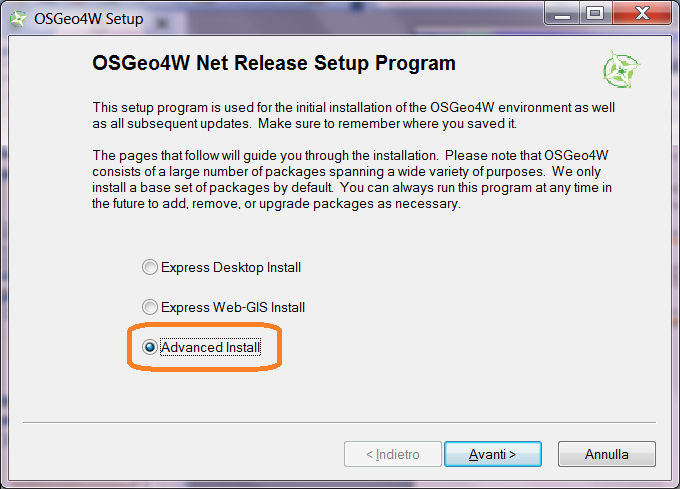 OSGeo4W Setup
OSGeo4W Net Release Setup Program
This setup program is used for the initial installation of the OSGeo4W environment as well
as all subsequent updates.  Make sure to remember where you saved it.
The pages that follow will guide you through the installation.  Please note that OSGeo4W
consists of a large number of packages spanning a wide variety of purposes.  We only
install a base set of packages by default.  You can always run this program at any time in
the future to add, remove, or upgrade packages as necessary.
Express Desktop Install
Express Web-GIS Install
Advanced Install
< Indietro
Avanti >
Annulla